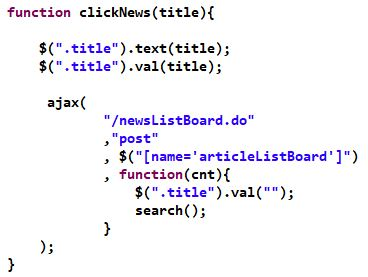 function clickNews(title){
$(".title").text(title);
$(".title").val(title);
ajax(
"/newsListBoard.do"
,"post"
, $("[name='articleListBoard']")
, function(cnt){
$(".title").val("");
search();
}
);
}